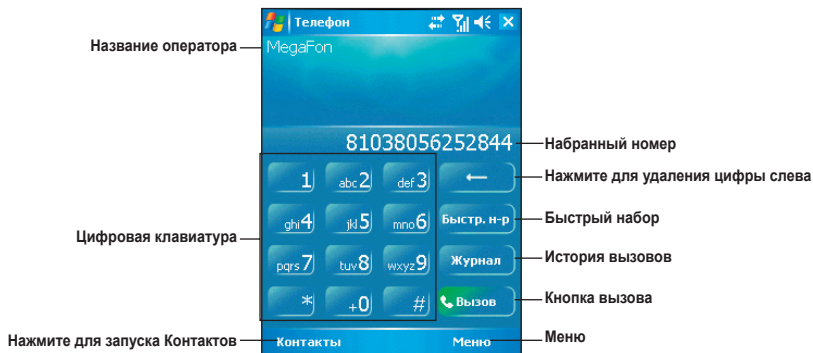 Телефон
Название оператора
MegaFon
81038056252844
Набранный номер
1
abc2
def3
Нажмите для удаления цифры слева
ghi4
jkl5
mno6
Быстр. н-р
Быстрый набор
Цифровая клавиатура
pqrs7
tuv8
wxyz9
Журнал
История вызовов
*
+0
#
Вызов
Кнопка вызова
Нажмите для запуска Контактов
Контакты
Меню
Меню